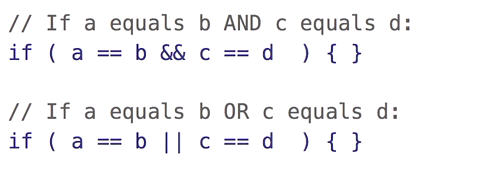 // If a equals b AND c equals d:
if ( a == b && c == d  ) { }
// If a equals b OR c equals d:
if ( a == b || c == d  ) { }